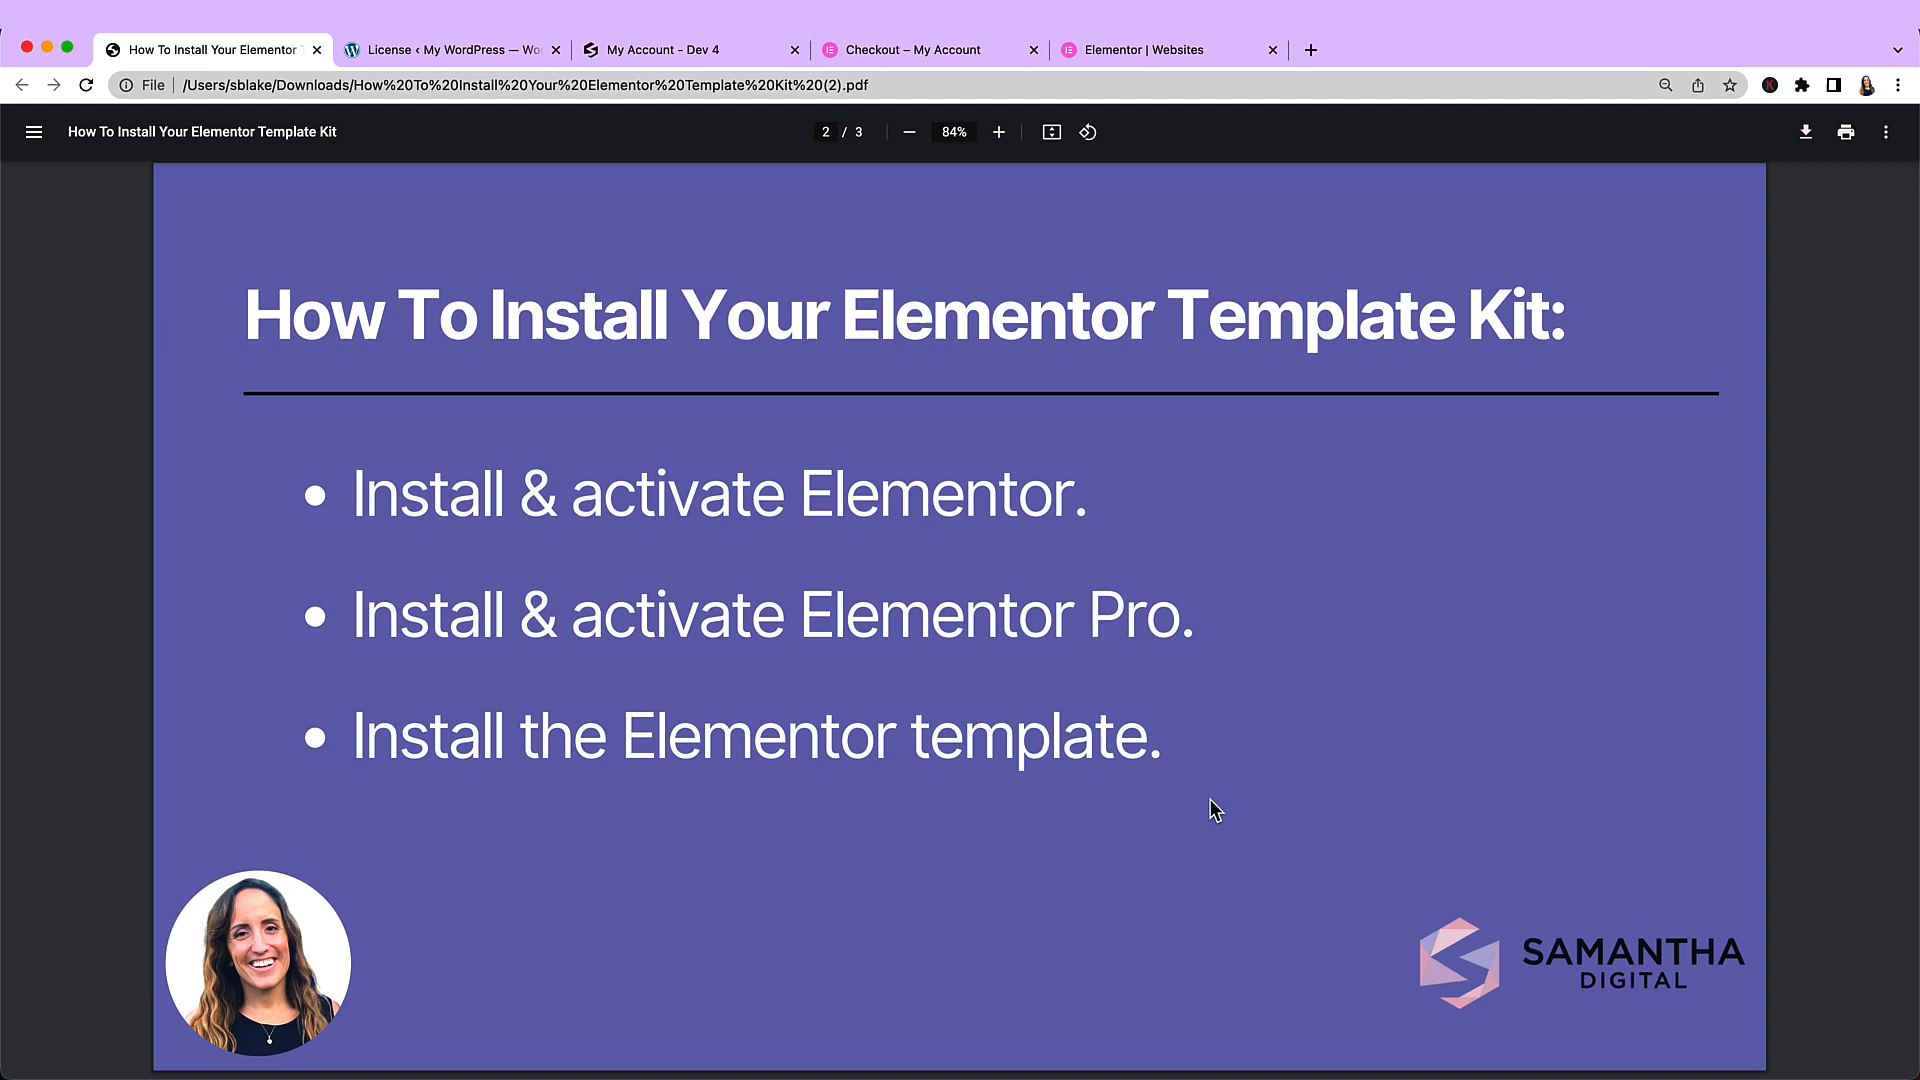 How To Install Your Elementor T
License ‹ My WordPress — Wo
My Account - Dev 4
Checkout – My Account
Elementor | Websites
File
/Users/sblake/Downloads/How%20To%20Install%20Your%20Elementor%20Template%20Kit%20(2).pdf
How To Install Your Elementor Template Kit
2 / 3
84%
How To Install Your Elementor Template Kit:
• Install & activate Elementor.
• Install & activate Elementor Pro.
• Install the Elementor template.
SAMANTHA
DIGITAL